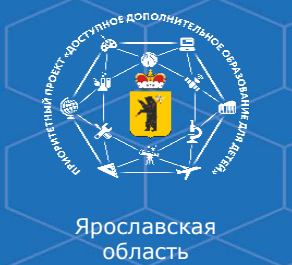 ПРИОРИТЕТНЫЙ ПРОЕКТ «ДОСТУПНОЕ ДОПОЛНИТЕЛЬНОЕ ОБРАЗОВАНИЕ ДЛЯ ДЕТЕЙ»
Ярославская
область